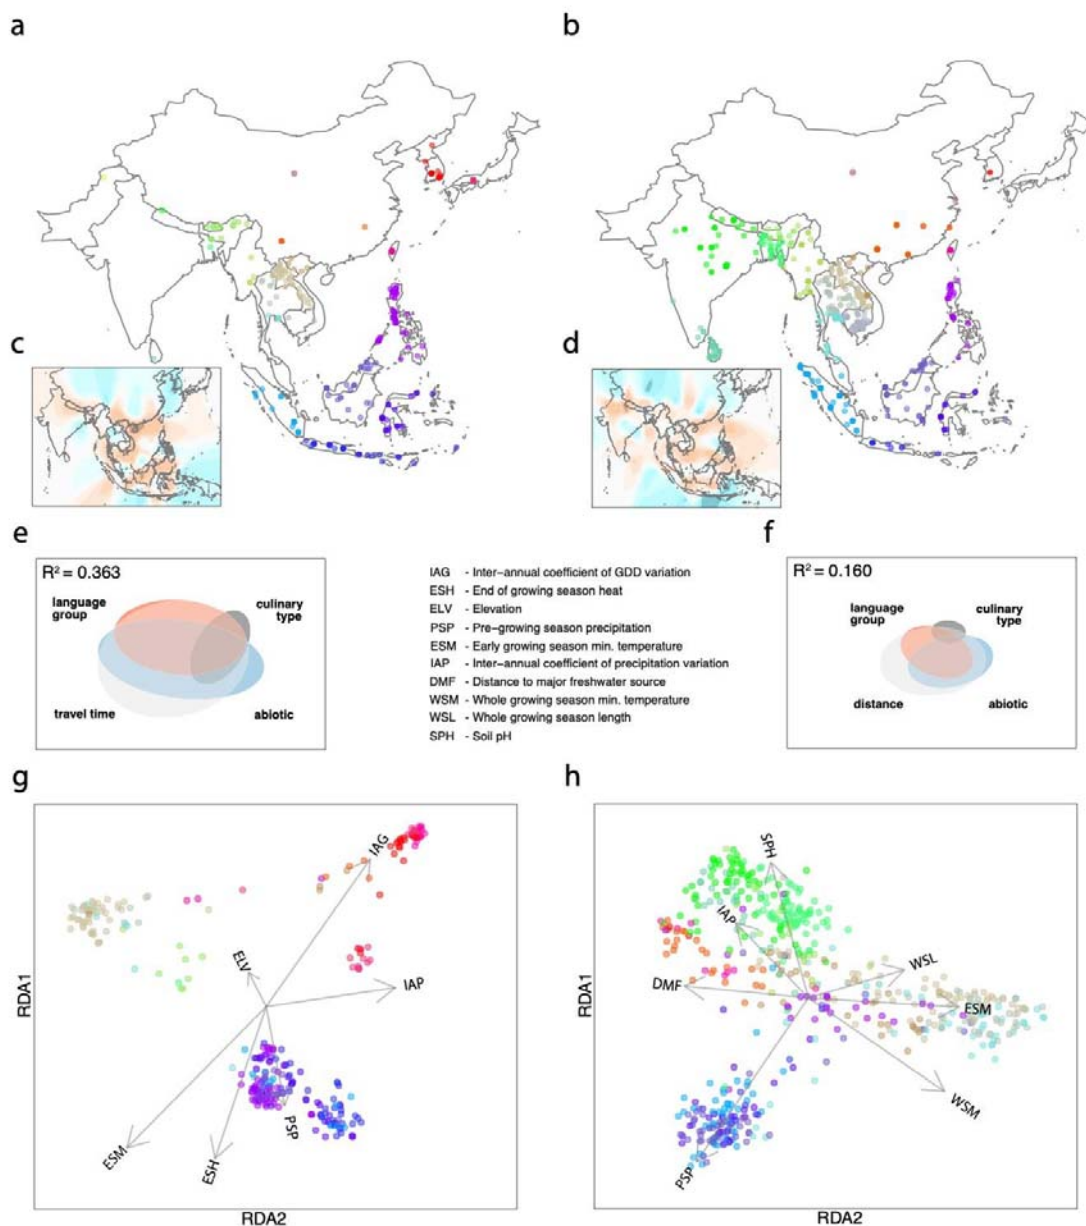 a
b
c
d
e
f
R² = 0.363
language
group
culinary
type
travel time
abiotic
IAG - Inter−annual coefficient of GDD variation
ESH - End of growing season heat
ELV - Elevation
PSP - Pre-growing season precipitation
ESM - Early growing season min. temperature
IAP - Inter−annual coefficient of precipitation variation
DMF - Distance to major freshwater source
WSM - Whole growing season min. temperature
WSL - Whole growing season length
SPH - Soil pH
R² = 0.160
language
group
culinary
type
distance
abiotic
g
h
IAG
ELV
IAP
PSP
ESM
ESH
RDA1
RDA2
SPH
IAP
WSL
DMF
ESM
WSM
PSP
RDA1
RDA2